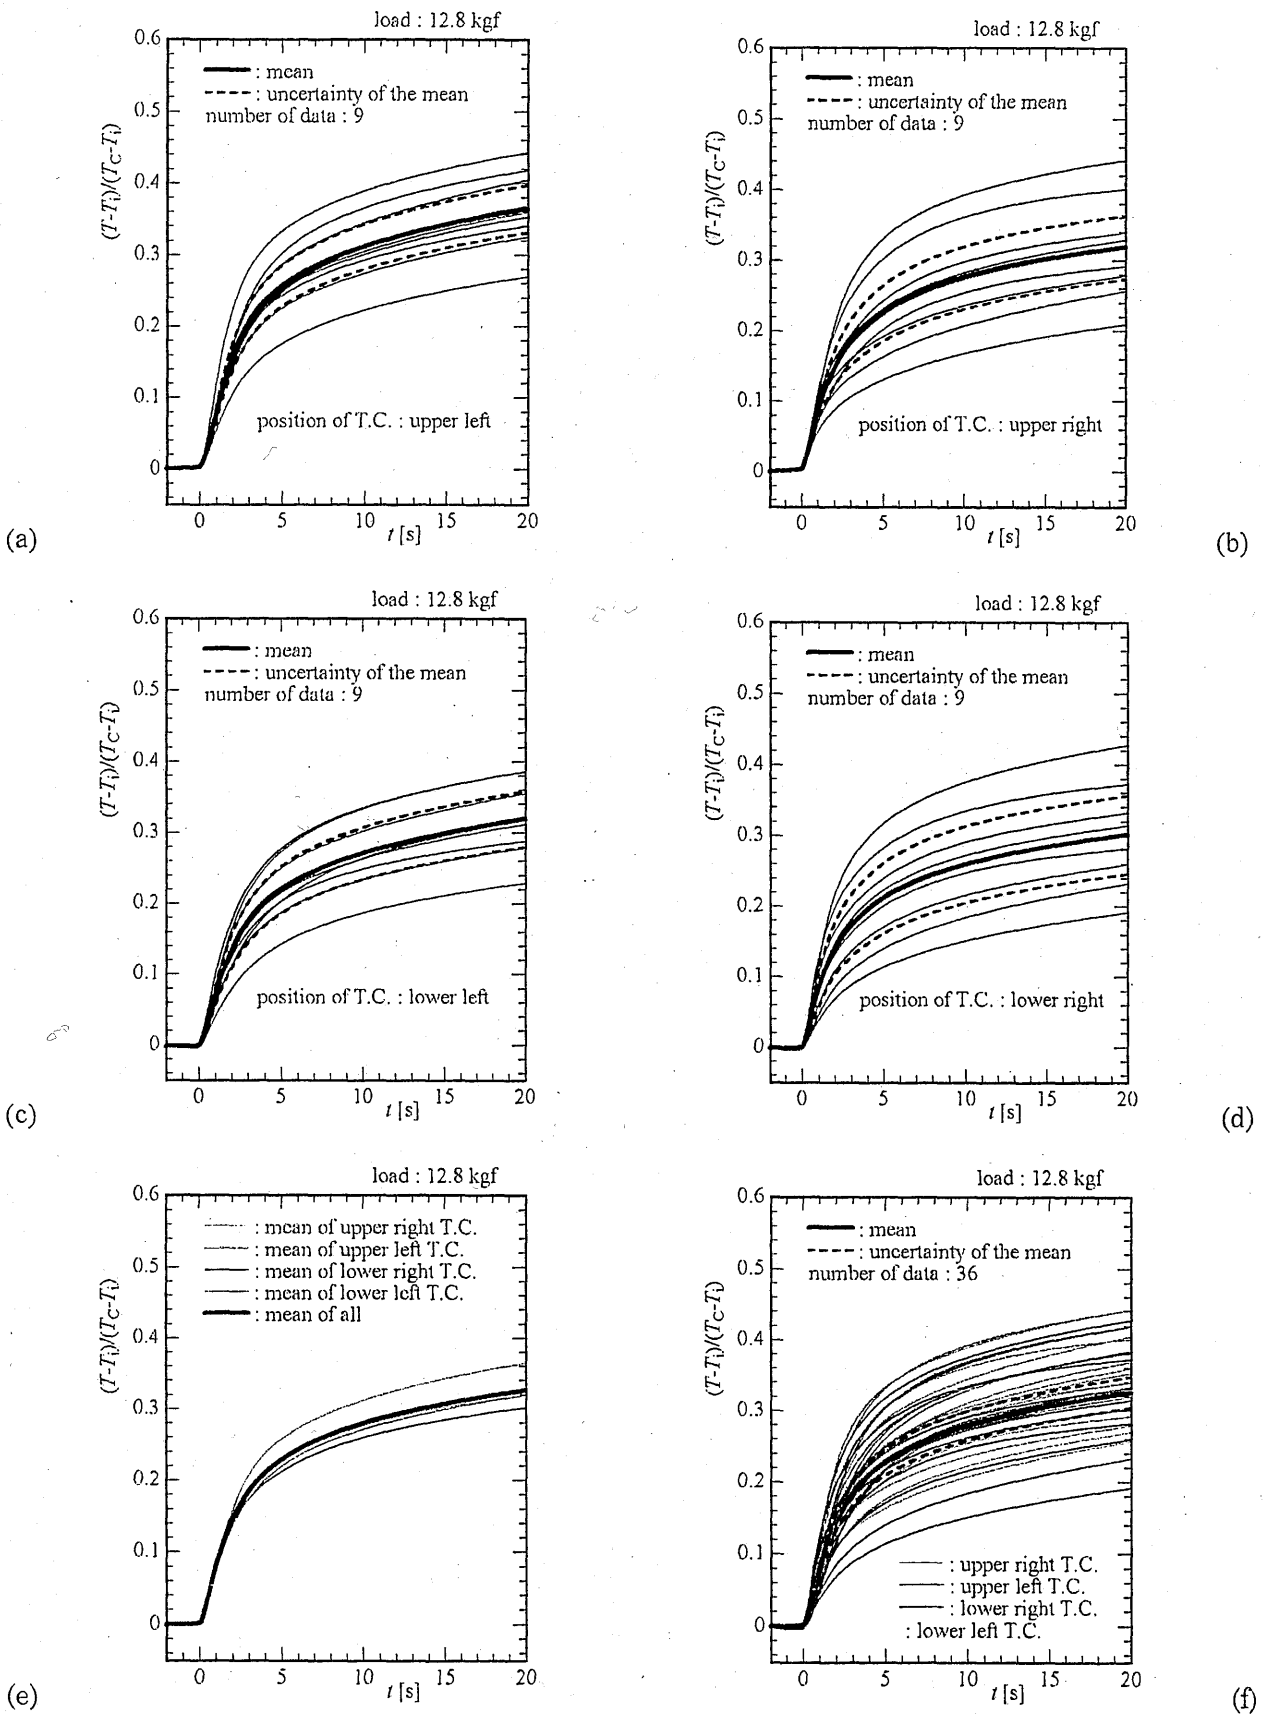 load : 12.8 kgf
0.6
0.5
0.4
0.3
0.2
0.1
0
(T-Ti)/(TC-Ti)
: mean
: uncertainty of the mean
number of data : 9
position of T.C. : upper left
0 5 10 15 20
t [s]
(a)
load : 12.8 kgf
0.6
0.5
0.4
0.3
0.2
0.1
0
(T-Ti)/(TC-Ti)
: mean
: uncertainty of the mean
number of data : 9
position of T.C. : upper right
0 5 10 15 20
t [s]
(b)
load : 12.8 kgf
0.6
0.5
0.4
0.3
0.2
0.1
0
(T-Ti)/(TC-Ti)
: mean
: uncertainty of the mean
number of data : 9
position of T.C. : lower left
0 5 10 15 20
t [s]
(c)
load : 12.8 kgf
0.6
0.5
0.4
0.3
0.2
0.1
0
(T-Ti)/(TC-Ti)
: mean
: uncertainty of the mean
number of data : 9
position of T.C. : lower right
0 5 10 15 20
t [s]
(d)
load : 12.8 kgf
0.6
0.5
0.4
0.3
0.2
0.1
0
(T-Ti)/(TC-Ti)
: mean of upper right T.C.
: mean of upper left T.C.
: mean of lower right T.C.
: mean of lower left T.C.
: mean of all
0 5 10 15 20
t [s]
(e)
load : 12.8 kgf
0.6
0.5
0.4
0.3
0.2
0.1
0
(T-Ti)/(TC-Ti)
: mean
: uncertainty of the mean
number of data : 36
: upper right T.C.
: upper left T.C.
: lower right T.C.
: lower left T.C.
0 5 10 15 20
t [s]
(f)